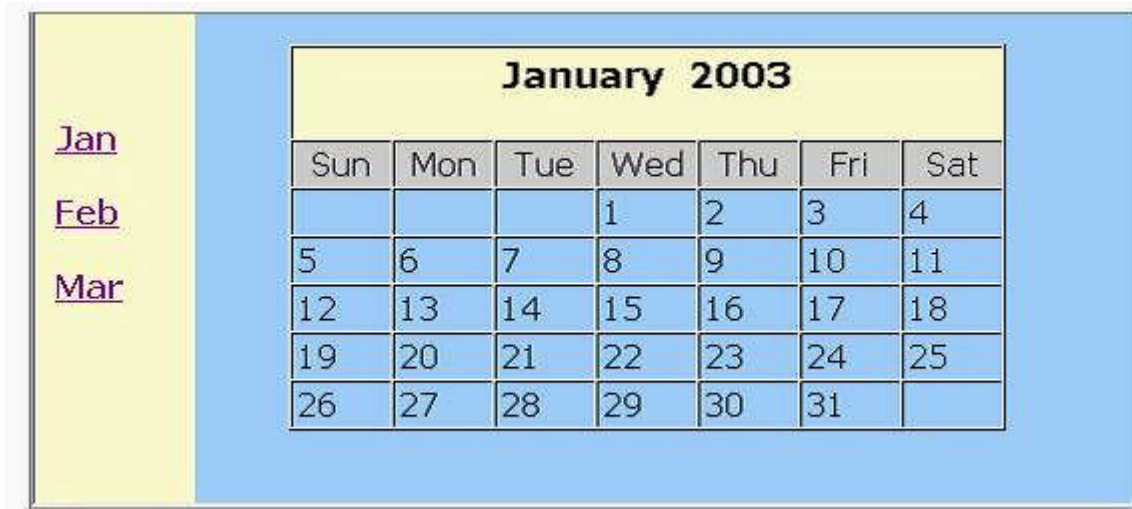 Jan
Feb
Mar
January 2003
Sun Mon Tue Wed Thu Fri Sat
1 2 3 4
5 6 7 8 9 10 11
12 13 14 15 16 17 18
19 20 21 22 23 24 25
26 27 28 29 30 31